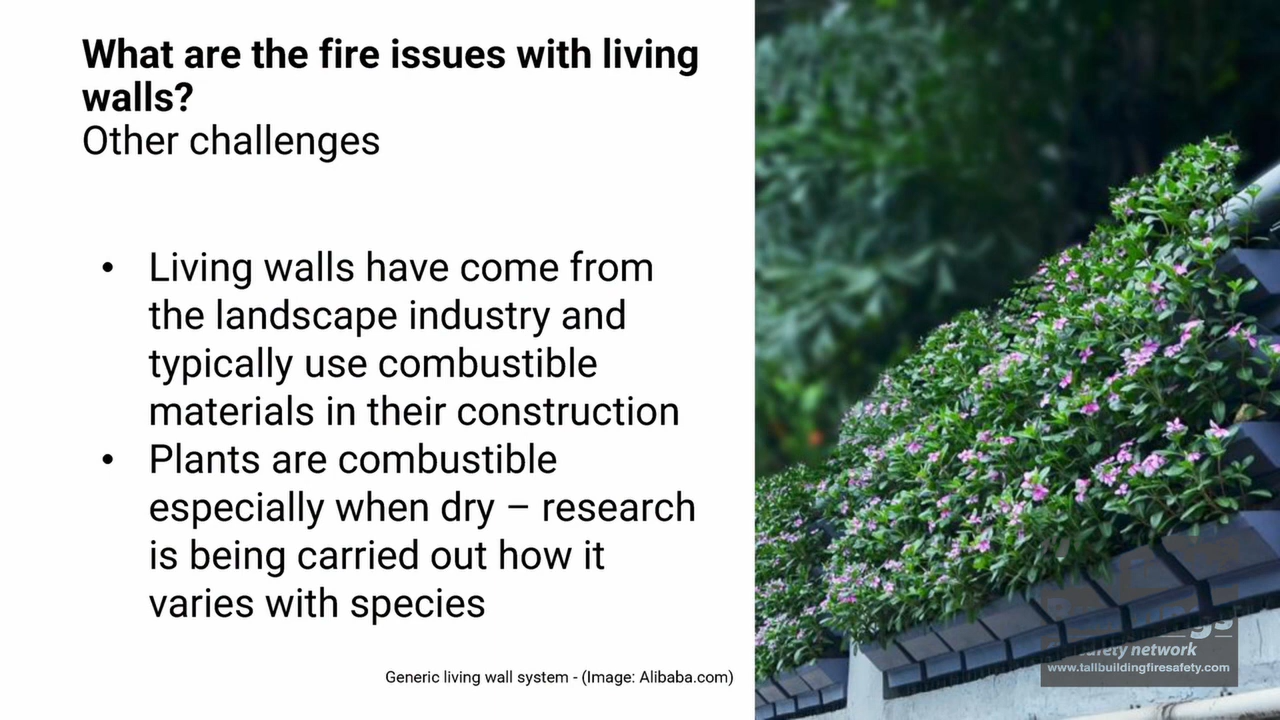 What are the fire issues with living
walls?
Other challenges
• Living walls have come from
the landscape industry and
typically use combustible
materials in their construction
• Plants are combustible
especially when dry – research
is being carried out how it
varies with species
Generic living wall system - (Image: Alibaba.com)
safety network
www.tallbuildingfiresafety.com